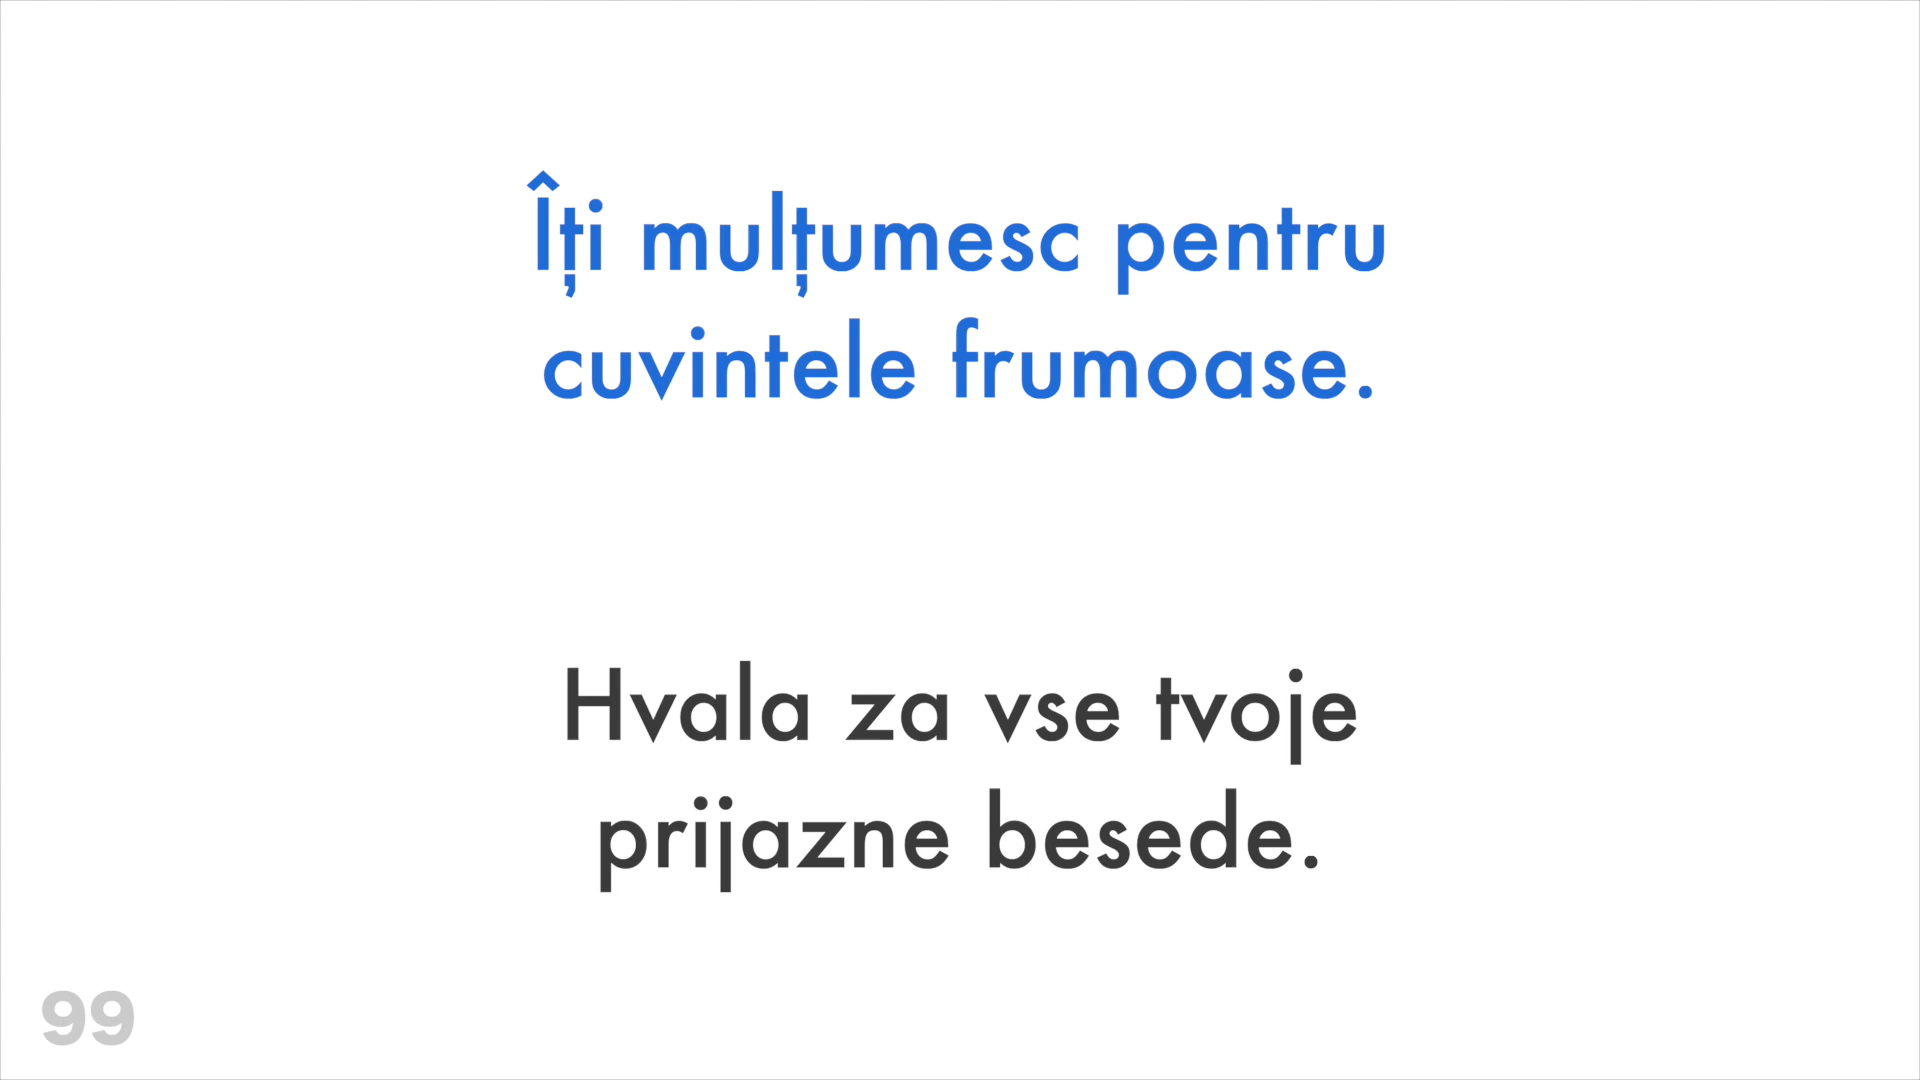 Îți mulțumesc pentru
cuvintele frumoase.
Hvala za vse tvoje
prijazne besede.
99